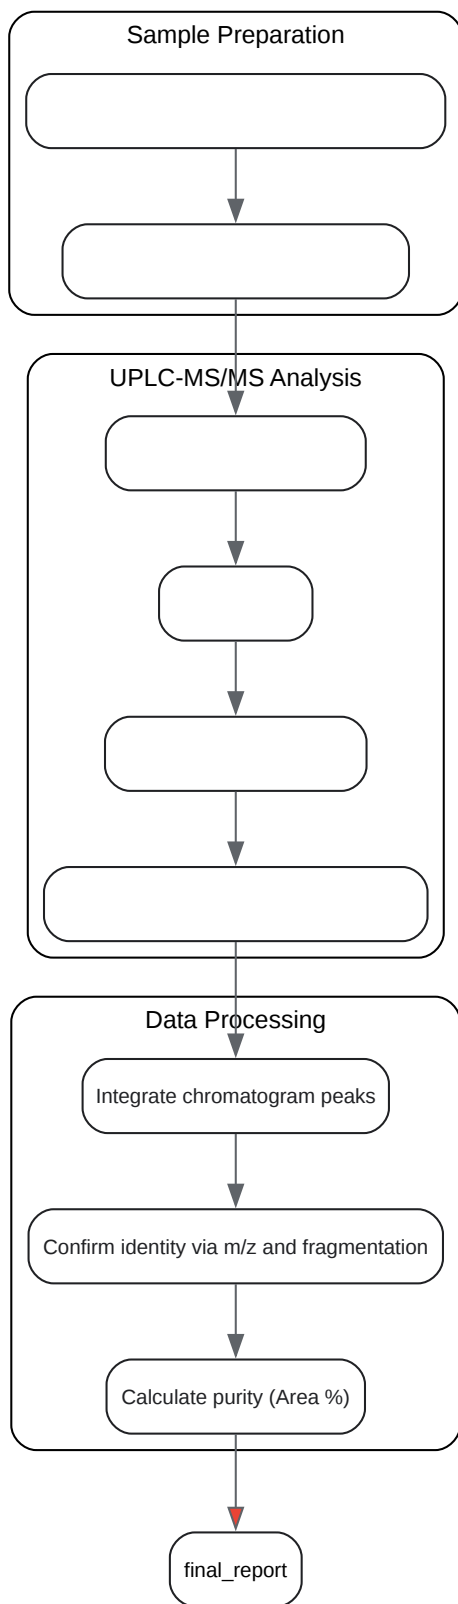 Sample Preparation
UPLC-MS/MS Analysis
Data Processing
Integrate chromatogram peaks
Confirm identity via m/z and fragmentation
Calculate purity (Area %)
final_report